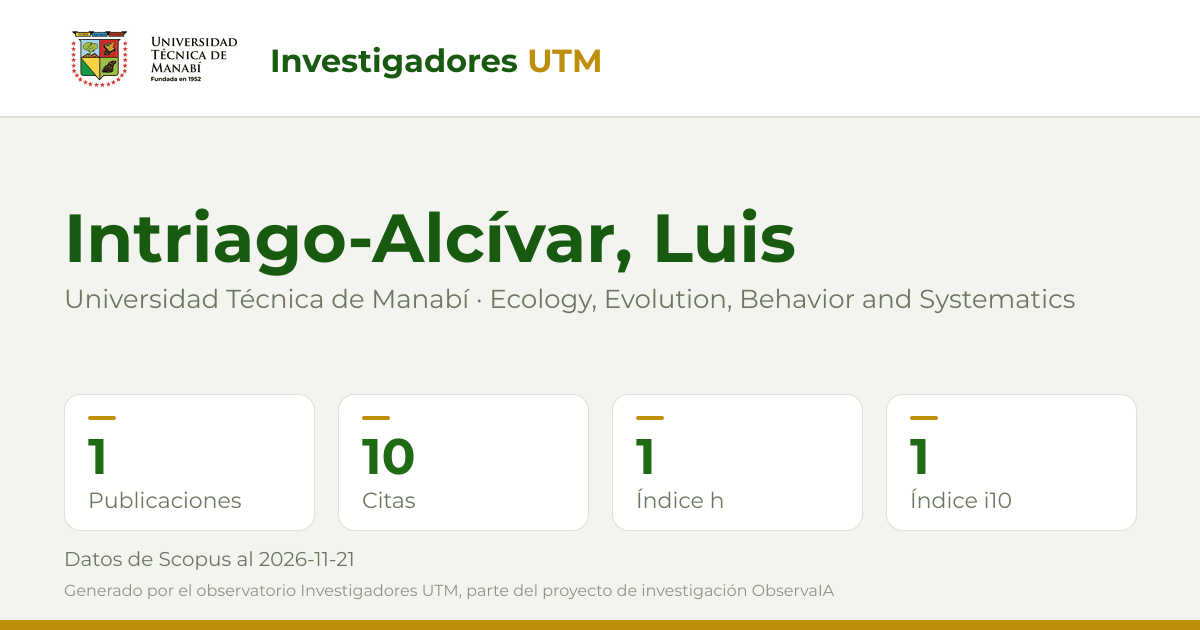 UNIVERSIDAD
TÉCNICA DE
MANABÍ
Fundada en 1952
Investigadores UTM
Intriago-Alcívar, Luis
Universidad Técnica de Manabí · Ecology, Evolution, Behavior and Systematics
1
Publicaciones
10
Citas
1
Índice h
1
Índice i10
Datos de Scopus al 2026-11-21
Generado por el observatorio Investigadores UTM, parte del proyecto de investigación ObservaIA